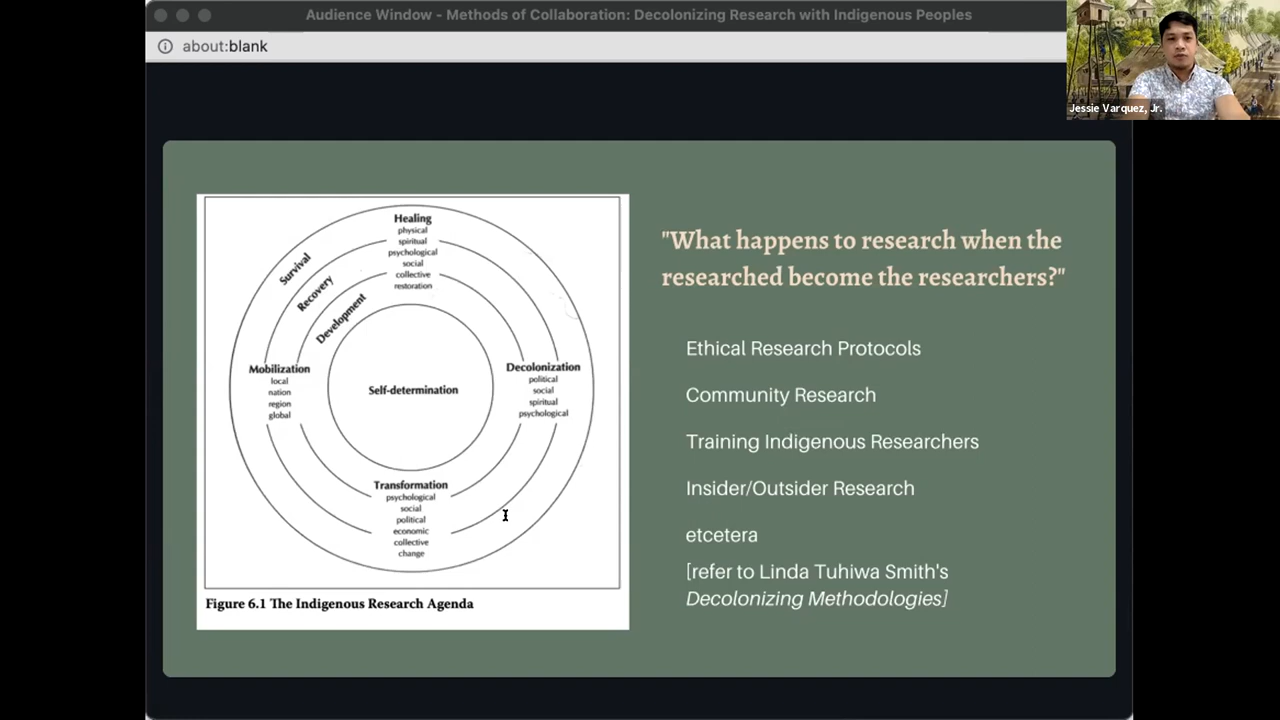 Audience Window - Methods of Collaboration: Decolonizing Research with Indigenous Peoples
about:blank
Jessie Varquez, Jr.
Healing
physical
spiritual
psychological
social
collective
restoration
Survival
Recovery
Development
Mobilization
local
nation
region
global
Self-determination
Decolonization
political
social
spiritual
psychological
Transformation
psychological
social
political
economic
collective
change
Figure 6.1 The Indigenous Research Agenda
"What happens to research when the
researched become the researchers?"
Ethical Research Protocols
Community Research
Training Indigenous Researchers
Insider/Outsider Research
etcetera
[refer to Linda Tuhiwa Smith's
Decolonizing Methodologies]